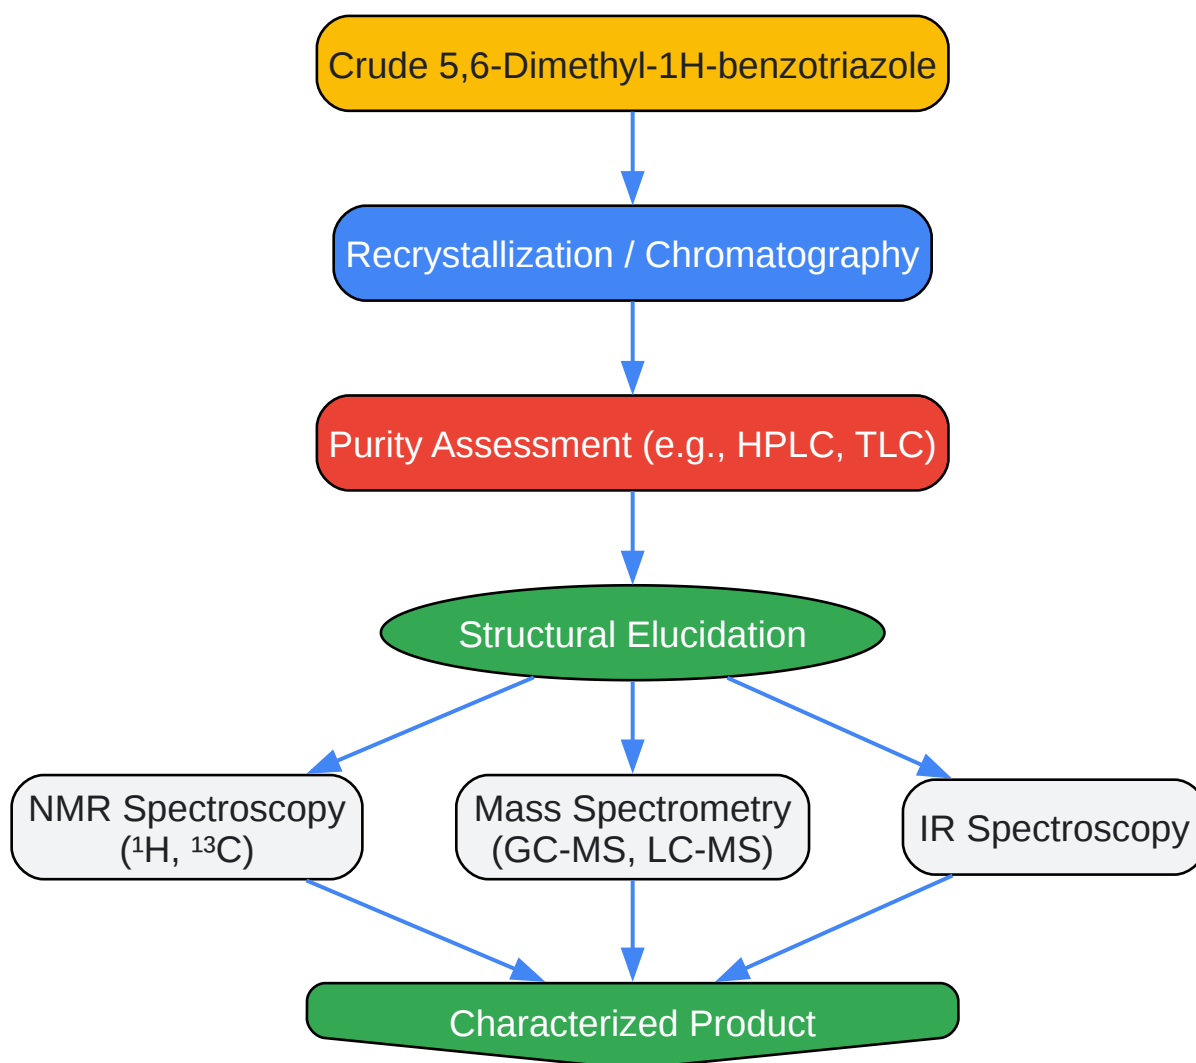 Crude 5,6-Dimethyl-1H-benzotriazole
Recrystallization / Chromatography
Purity Assessment (e.g., HPLC, TLC)
Structural Elucidation
NMR Spectroscopy
(¹H, ¹³C)
Mass Spectrometry
(GC-MS, LC-MS)
IR Spectroscopy
Characterized Product